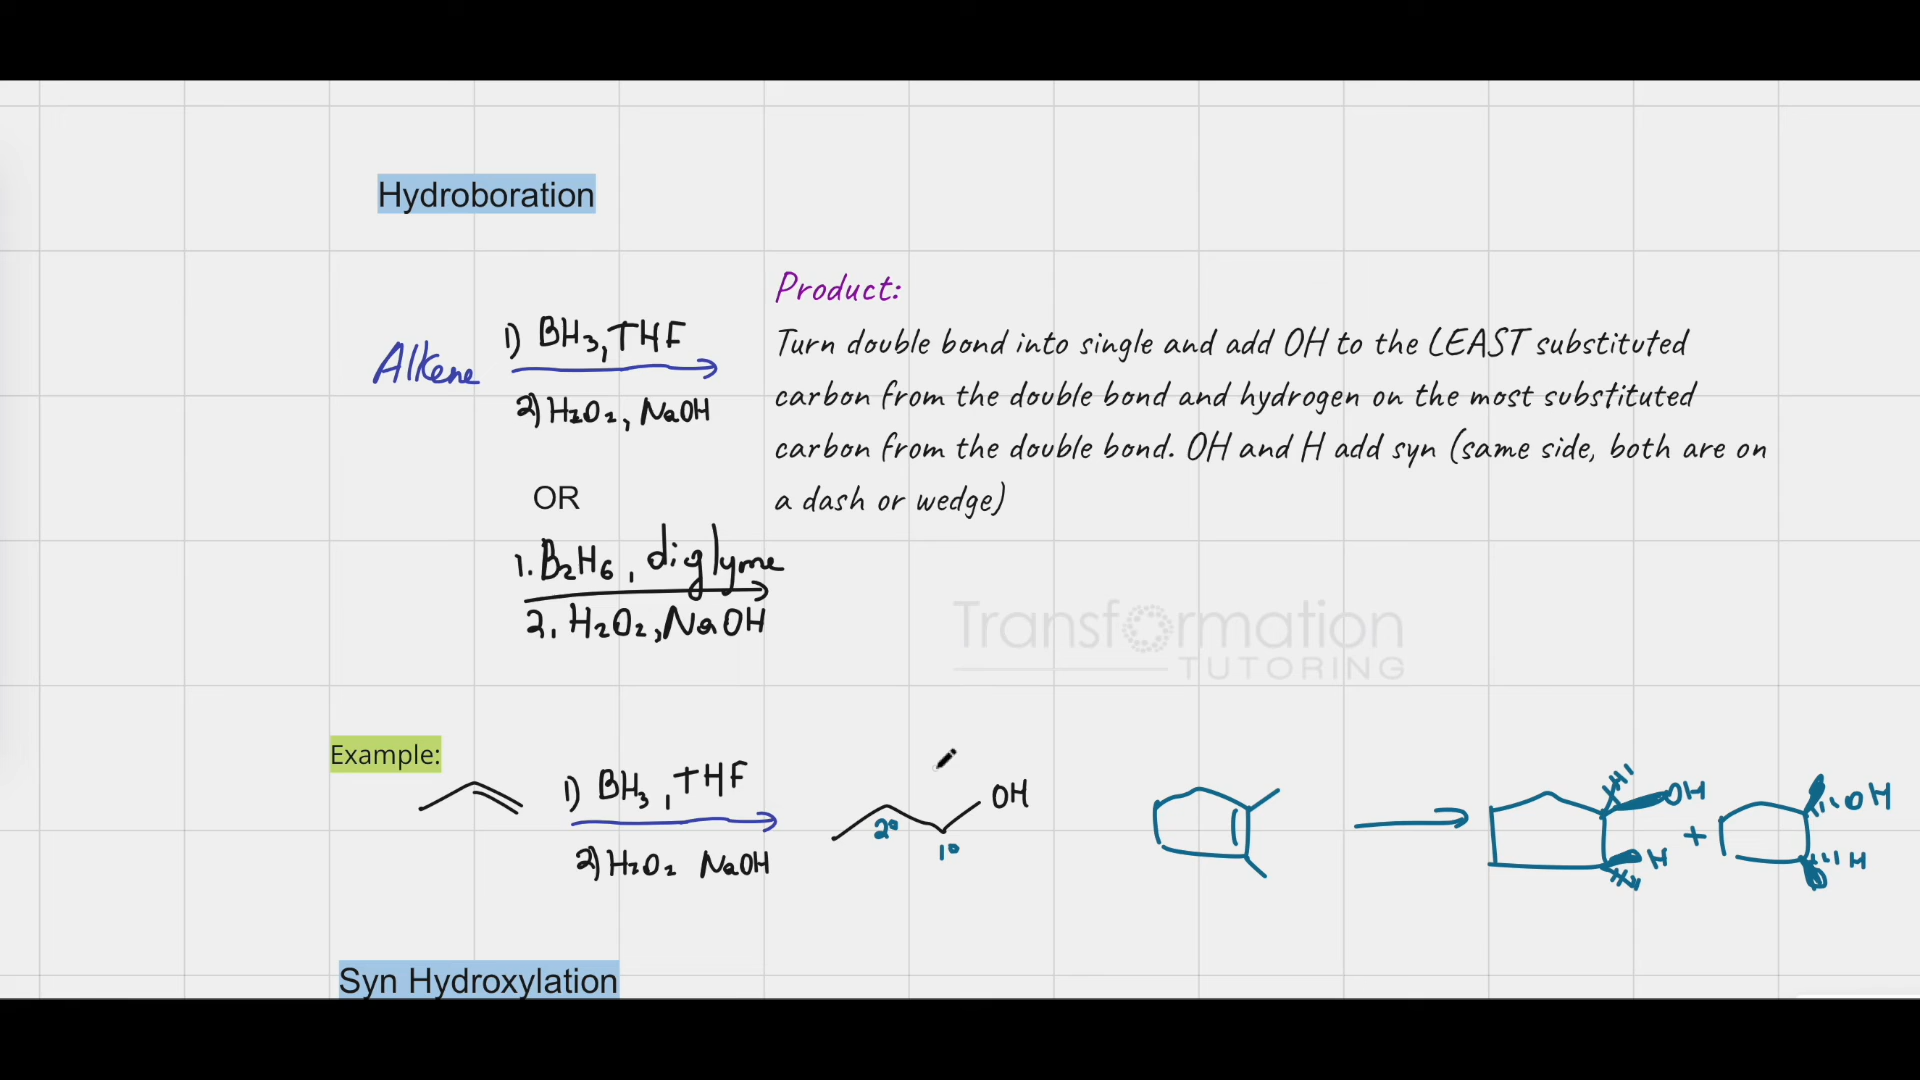 Hydroboration
Product:
Alkene 1) BH3, THF
2) H2O2, NaOH
Turn double bond into single and add OH to the LEAST substituted
carbon from the double bond and hydrogen on the most substituted
carbon from the double bond. OH and H add syn (same side, both are on
a dash or wedge)
OR
1. B2H6, diglyme
2. H2O2, NaOH
Transformation
TUTORING
Example:
1) BH3, THF
2) H2O2 NaOH
OH
2°
1°
OH
H
+
OH
H
Syn Hydroxylation